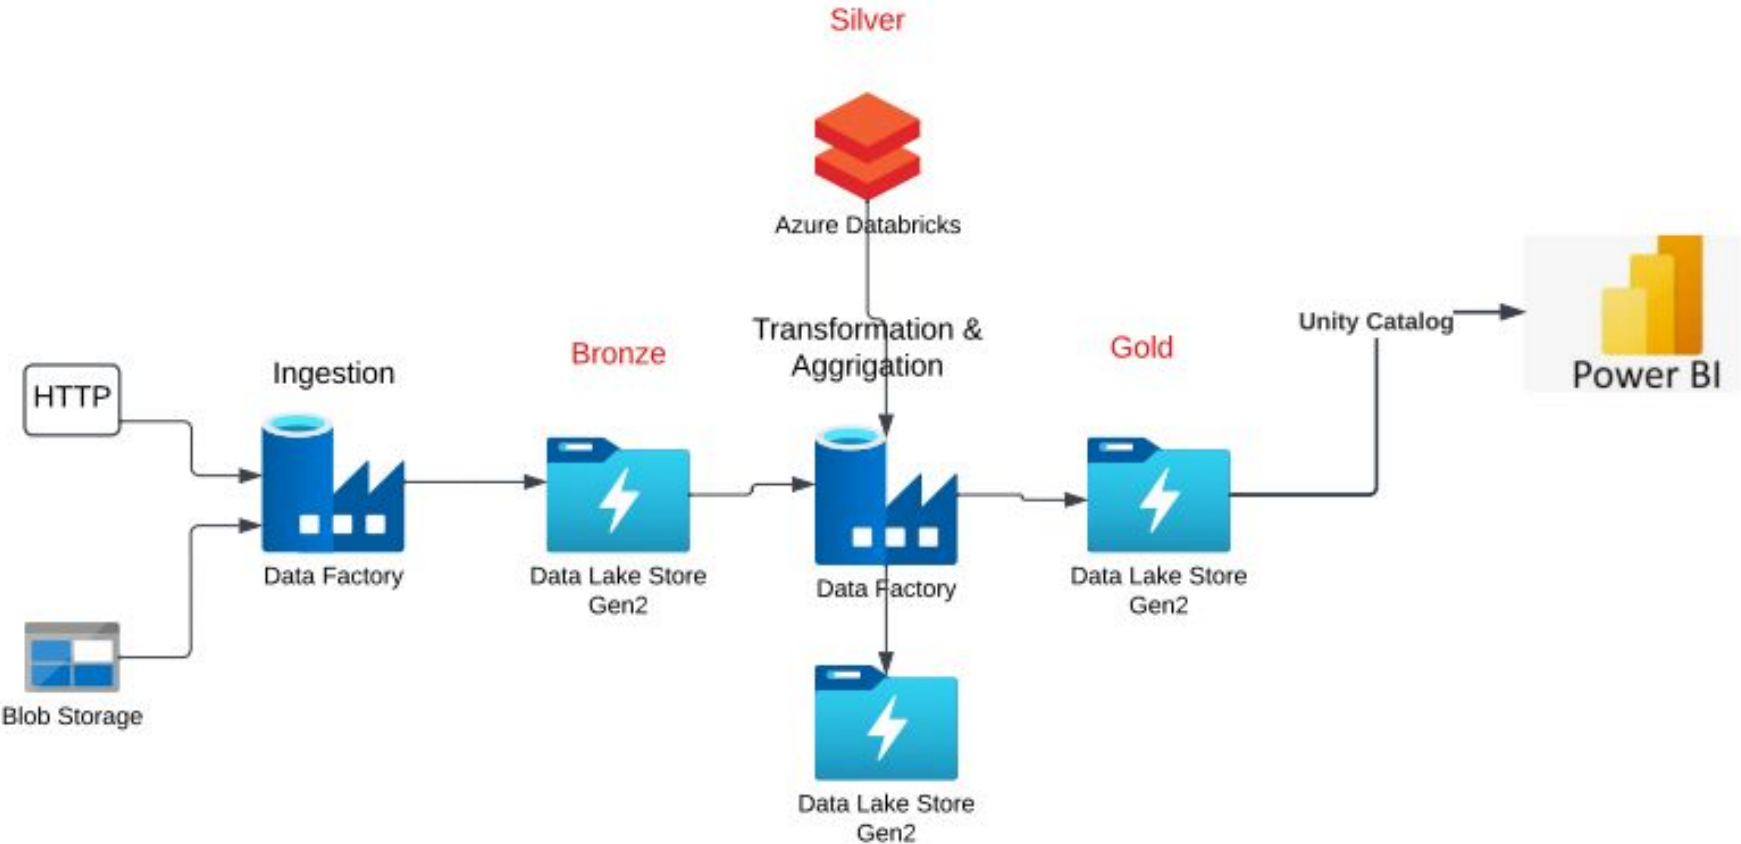 Silver
Azure Databricks
Transformation &
Aggrigation
Unity Catalog
Power BI
Gold
Bronze
Ingestion
HTTP
Data Factory
Data Lake Store
Gen2
Data Factory
Data Lake Store
Gen2
Blob Storage
Data Lake Store
Gen2